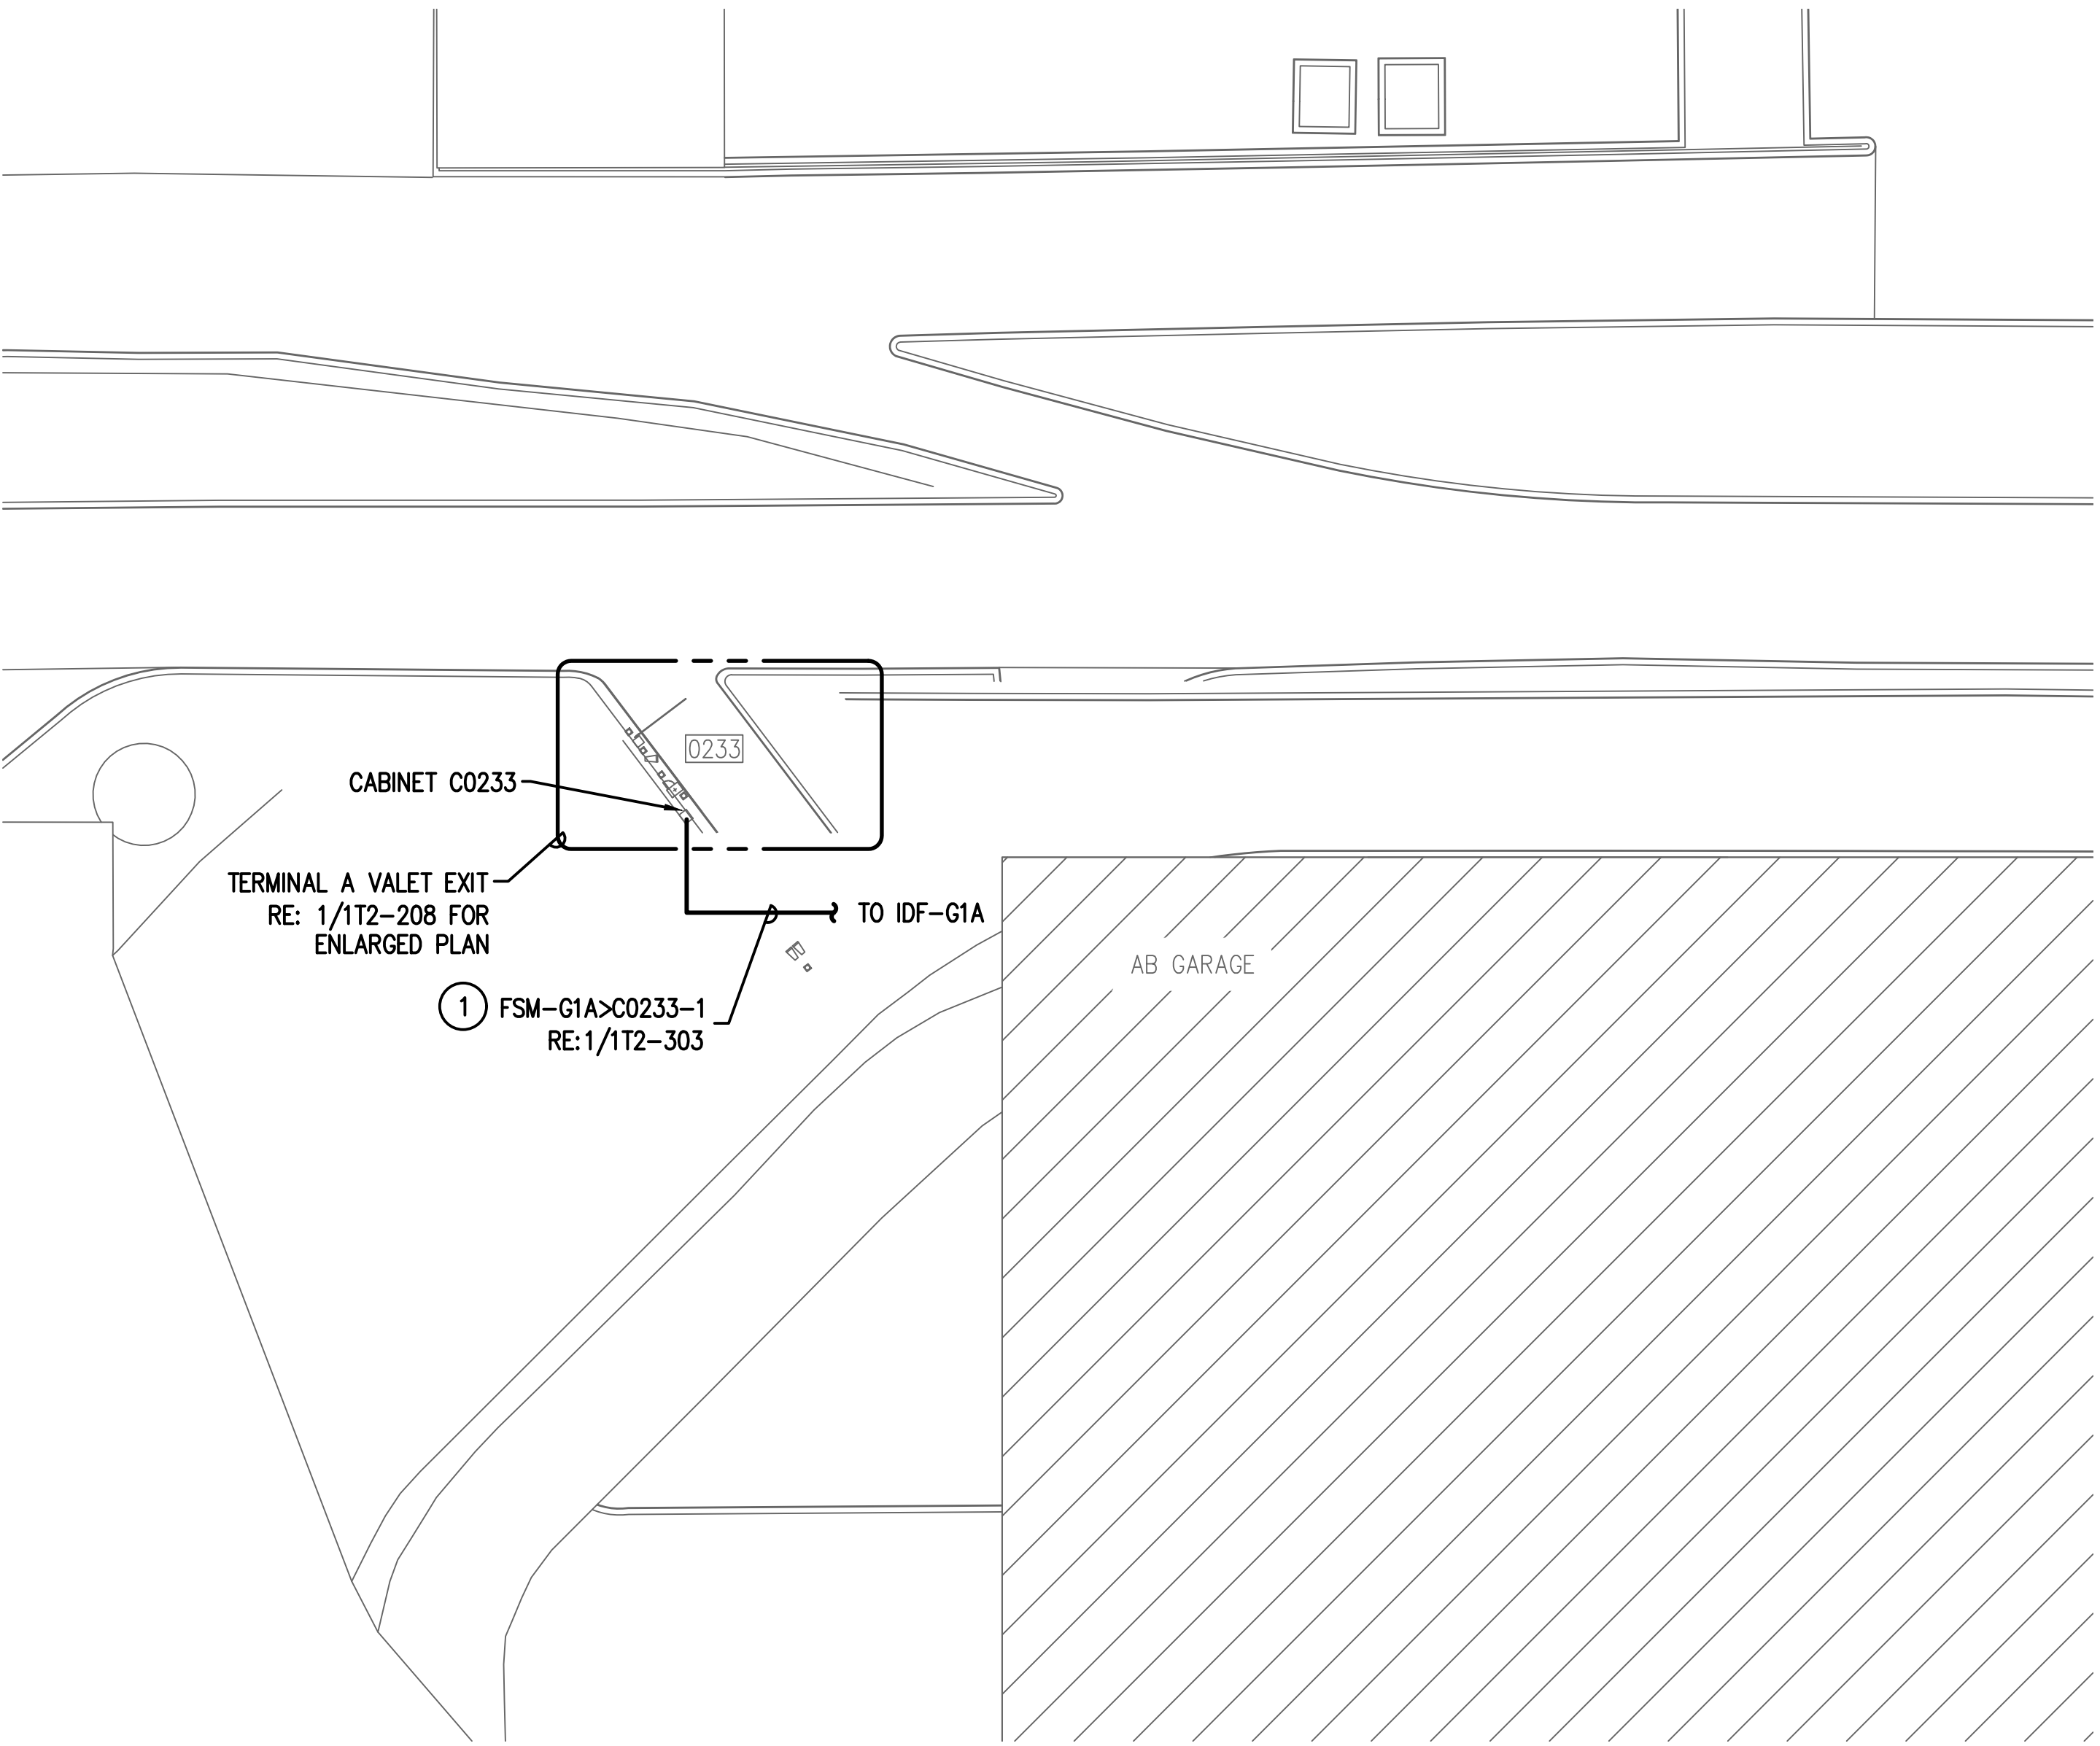 0233
CABINET C0233
TERMINAL A VALET EXIT
RE: 1/1T2-208 FOR
ENLARGED PLAN
TO IDF-G1A
AB GARAGE
1 FSM-G1A>C0233-1
RE:1/1T2-303